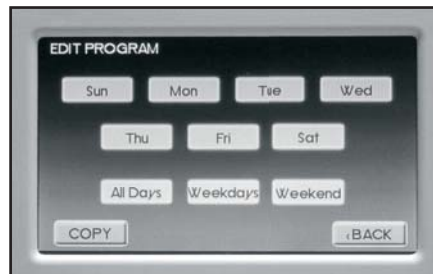 EDIT PROGRAM
Sun Mon Tue Wed
Thu Fri Sat
All Days Weekdays Weekend
COPY ‹BACK